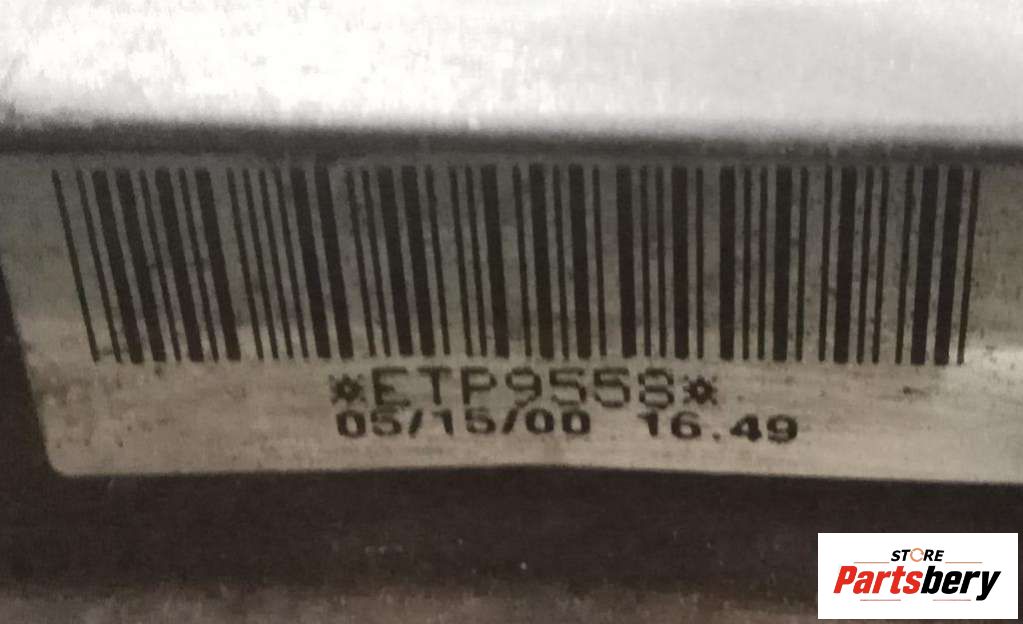 *ETP9558*
05/15/00 16.49
STORE
Partsbery